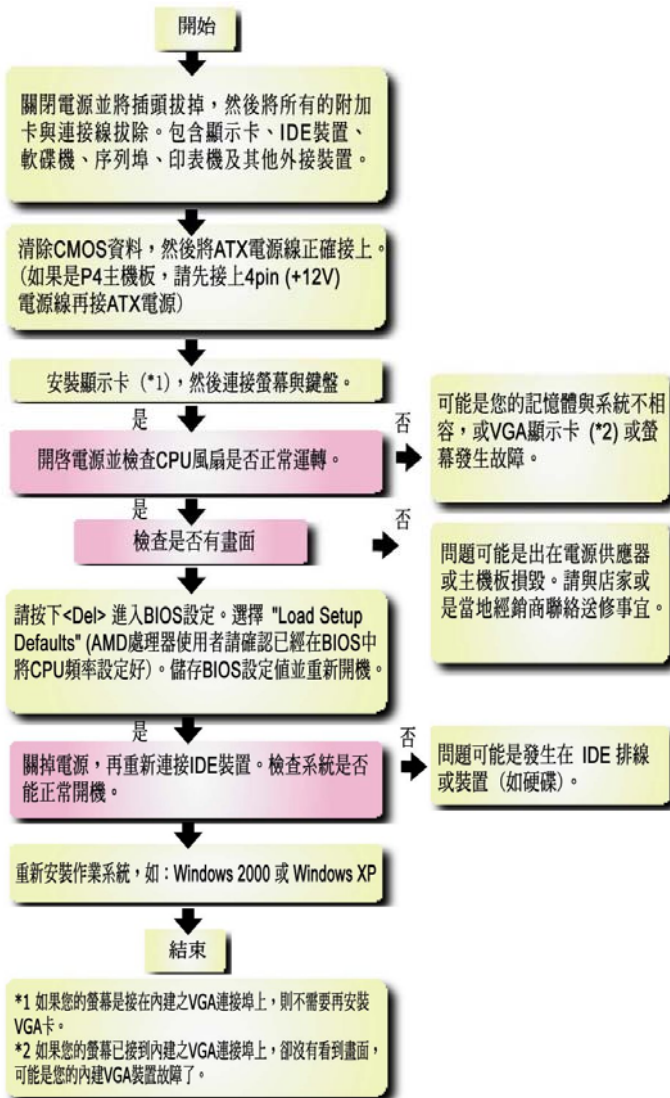 開始
關閉電源並將插頭拔掉，然後將所有的附加
卡與連接線拔除。包含顯示卡、IDE裝置、
軟碟機、序列埠、印表機及其他外接裝置。
清除CMOS資料，然後將ATX電源線正確接上。
(如果是P4主機板，請先接上4pin (+12V)
電源線再接ATX電源)
安裝顯示卡 (*1)，然後連接螢幕與鍵盤。
是
否
開啓電源並檢查CPU風扇是否正常運轉。
可能是您的記憶體與系統不相
容，或VGA顯示卡 (*2) 或螢
幕發生故障。
是
否
檢查是否有畫面
問題可能是出在電源供應器
或主機板損毀。請與店家或
是當地經銷商聯絡送修事宜。
請按下<Del> 進入BIOS設定。選擇 "Load Setup
Defaults" (AMD處理器使用者請確認已經在BIOS中
將CPU頻率設定好)。儲存BIOS設定值並重新開機。
是
否
關掉電源，再重新連接IDE裝置。檢查系統是否
能正常開機。
問題可能是發生在 IDE 排線
或裝置 (如硬碟)。
重新安裝作業系統，如：Windows 2000 或 Windows XP
結束
*1 如果您的螢幕是接在內建之VGA連接埠上，則不需要再安裝
VGA卡。
*2 如果您的螢幕已接到內建之VGA連接埠上，卻沒有看到畫面，
可能是您的內建VGA裝置故障了。